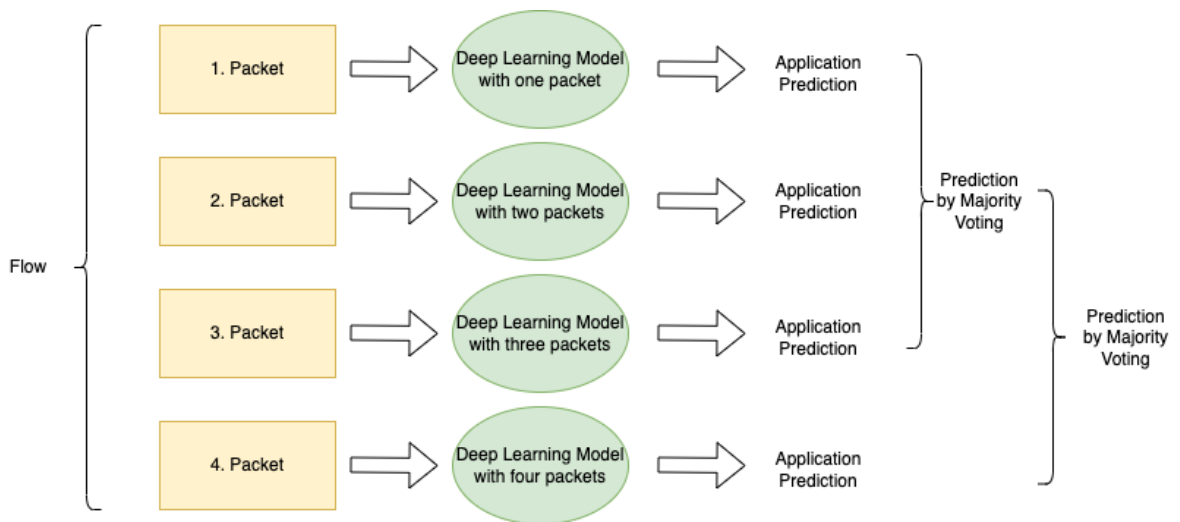 1. Packet
Deep Learning Model
with one packet
Application
Prediction
2. Packet
Deep Learning Model
with two packets
Application
Prediction
Prediction
by Majority
Voting
Flow
3. Packet
Deep Learning Model
with three packets
Application
Prediction
Prediction
by Majority
Voting
4. Packet
Deep Learning Model
with four packets
Application
Prediction